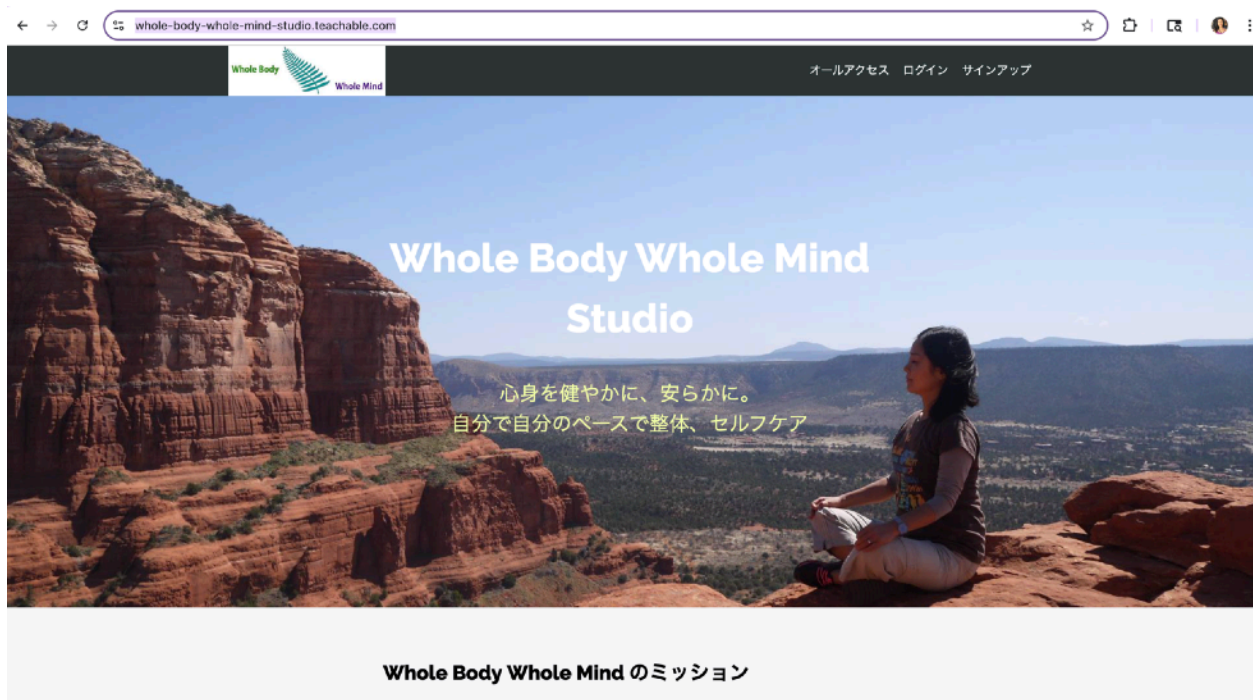 whole-body-whole-mind-studio.teachable.com
Whole Body
Whole Mind
オールアクセス ログイン サインアップ
Whole Body Whole Mind
Studio
心身を健やかに、安らかに。
自分で自分のペースで整体、セルフケア
Whole Body Whole Mind のミッション